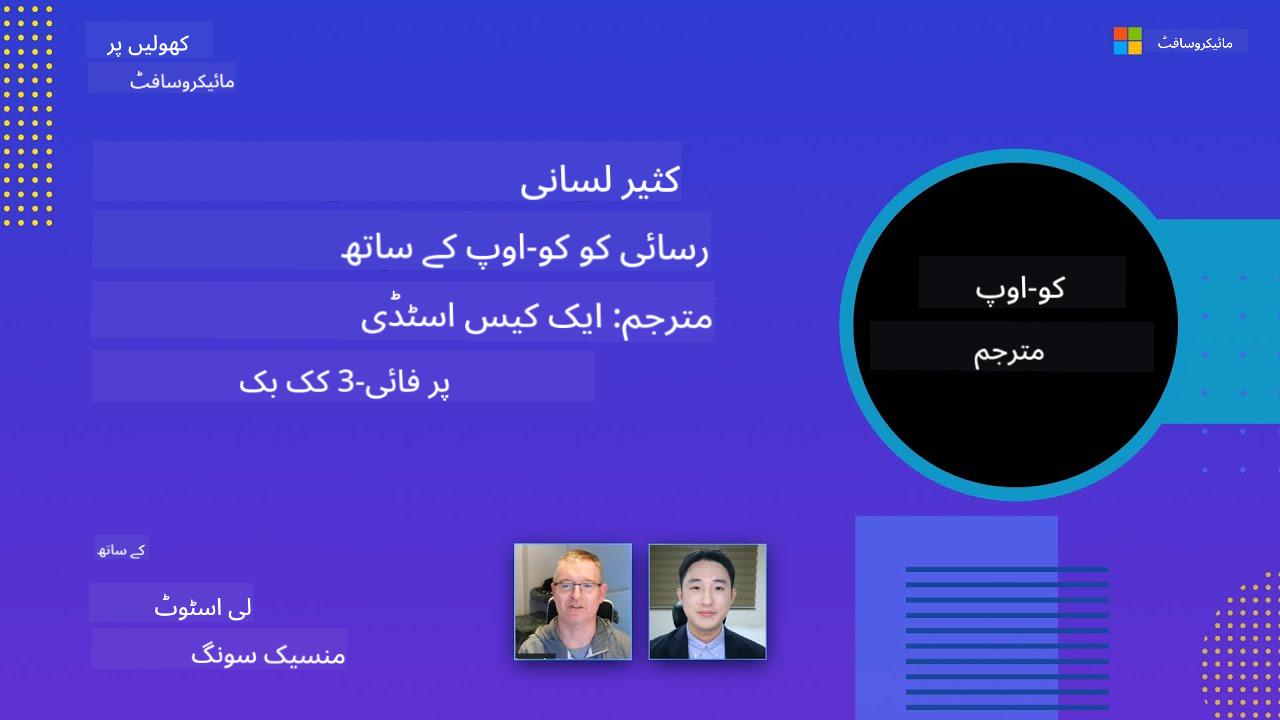 کھولیں پر
مائیکروسافٹ
مائیکروسافٹ
کثیر لسانی
رسائی کو کو-اوپ کے ساتھ
مترجم: ایک کیس اسٹڈی
پر فائی-3 کک بک
کو-اوپ
مترجم
کے ساتھ
لی اسٹوٹ
منسیک سونگ